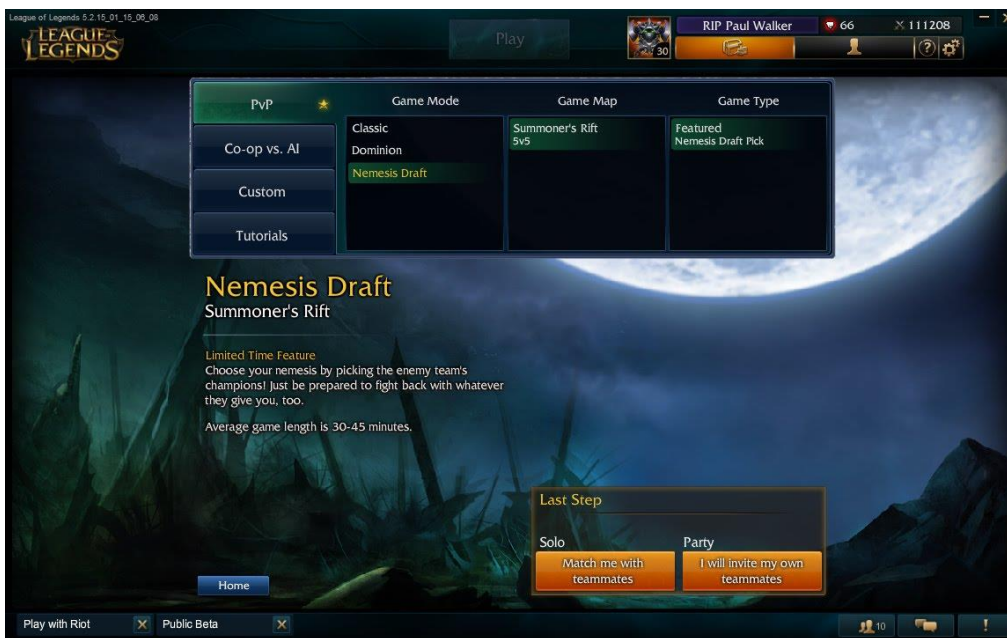 League of Legends 5.2.15_01_15_06_08
LEAGUE OF
LEGENDS
Play
30
RIP Paul Walker
66
111208
?
PvP
Co-op vs. AI
Custom
Tutorials
Game Mode
Classic
Dominion
Nemesis Draft
Game Map
Summoner's Rift
5v5
Game Type
Featured
Nemesis Draft Pick
Nemesis Draft
Summoner's Rift
Limited Time Feature
Choose your nemesis by picking the enemy team's
champions! Just be prepared to fight back with whatever
they give you, too.
Average game length is 30-45 minutes.
Last Step
Solo
Match me with
teammates
Party
I will invite my own
teammates
Home
Play with Riot
Public Beta
10
!